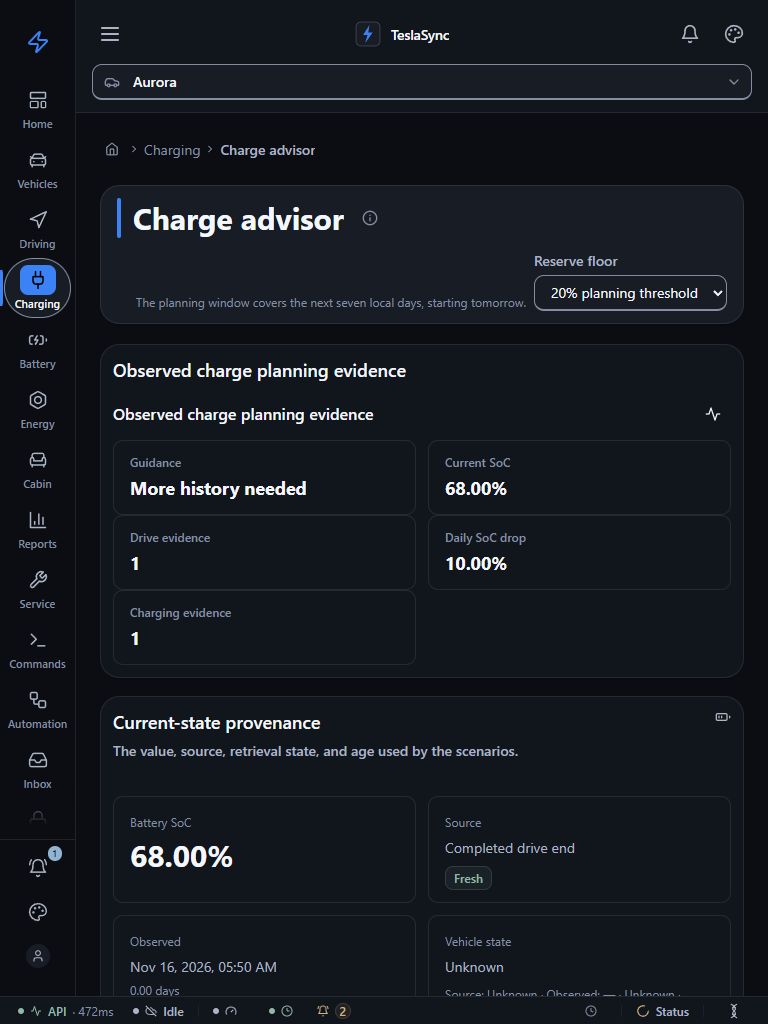 TeslaSync
Aurora
Home
Vehicles
Driving
Charging
Battery
Energy
Cabin
Reports
Service
Commands
Automation
Inbox
1
Charging
Charge advisor
Charge advisor
Reserve floor
The planning window covers the next seven local days, starting tomorrow.
20% planning threshold
Observed charge planning evidence
Observed charge planning evidence
Guidance
More history needed
Current SoC
68.00%
Drive evidence
1
Daily SoC drop
10.00%
Charging evidence
1
Current-state provenance
The value, source, retrieval state, and age used by the scenarios.
Battery SoC
68.00%
Source
Completed drive end
Fresh
Observed
Nov 16, 2026, 05:50 AM
0.00 days
Vehicle state
Unknown
Source: Unknown · Observed: — · Unknown ·
API · 472ms
Idle
2
Status